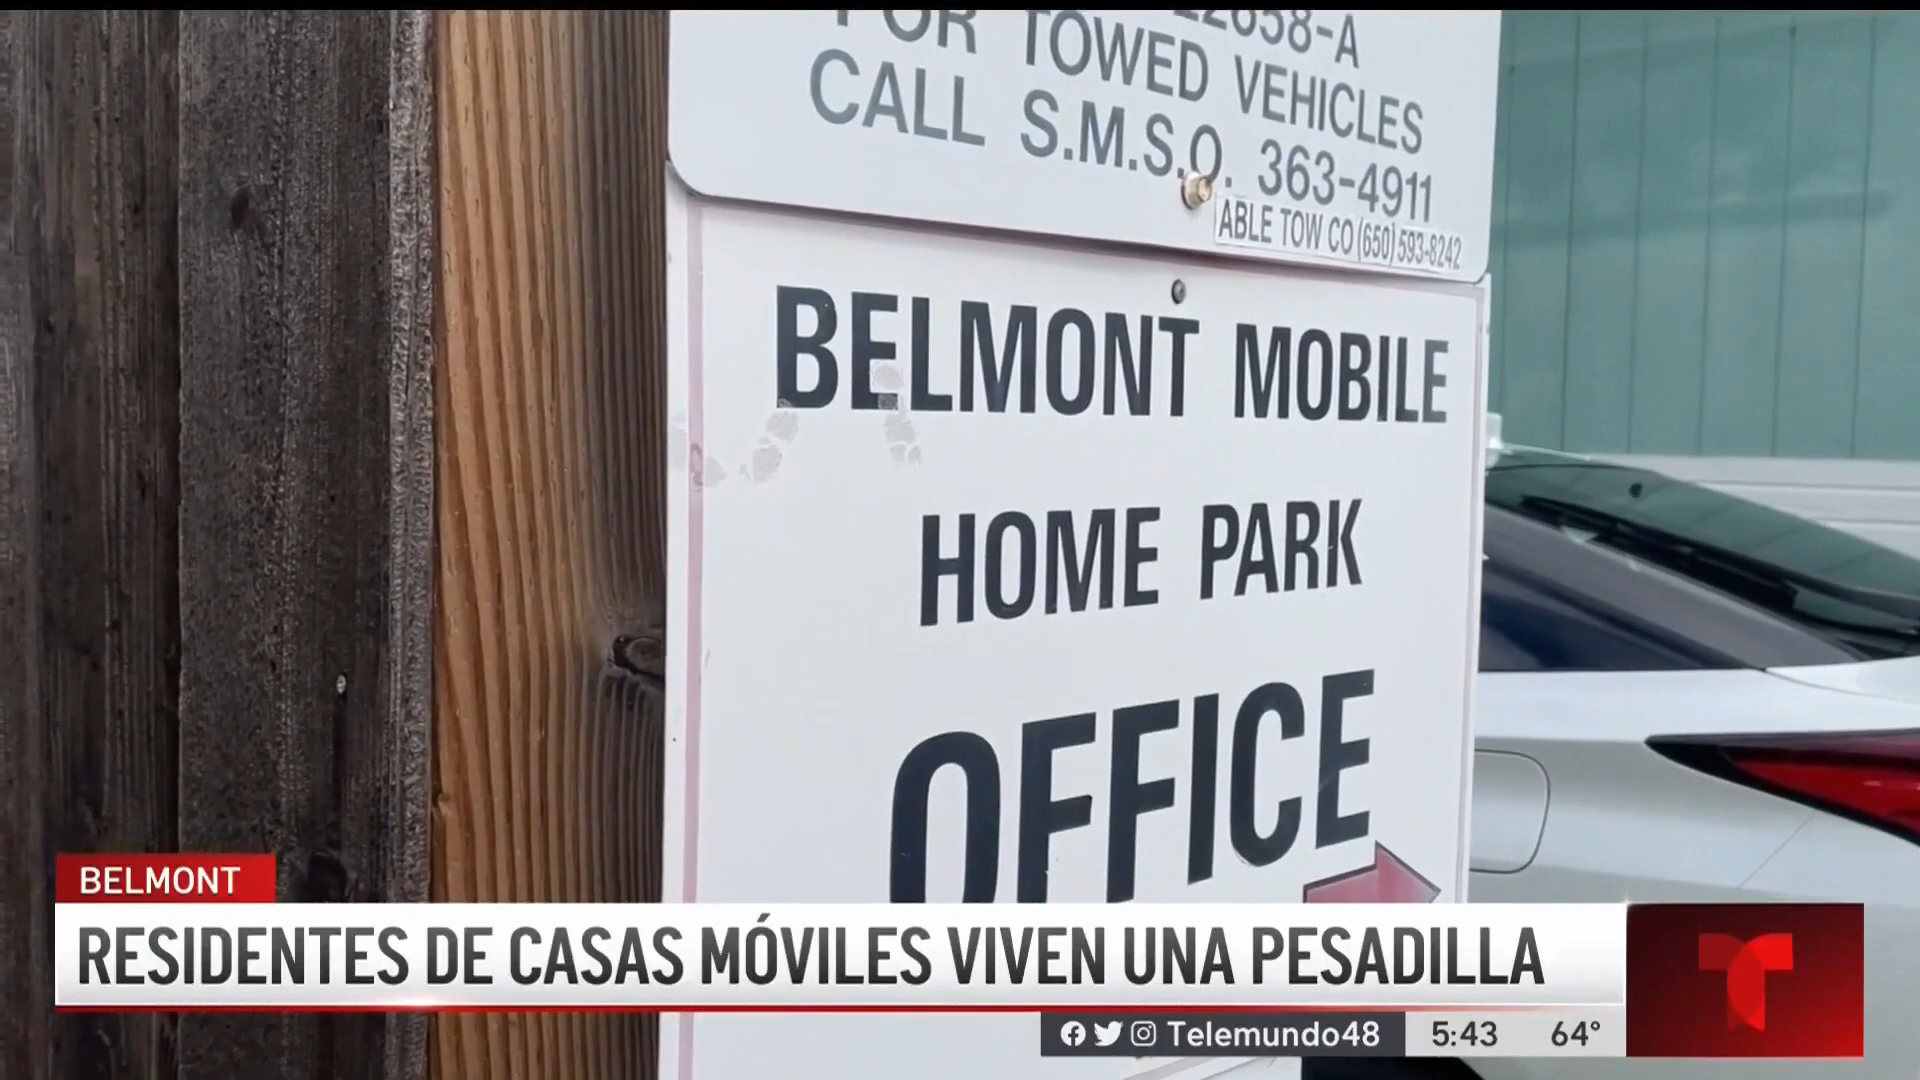 22658-A
FOR TOWED VEHICLES
CALL S.M.S.O. 363-4911
ABLE TOW CO (650) 593-8242
BELMONT MOBILE
HOME PARK
OFFICE
BELMONT
RESIDENTES DE CASAS MÓVILES VIVEN UNA PESADILLA
Telemundo48 5:43 64°